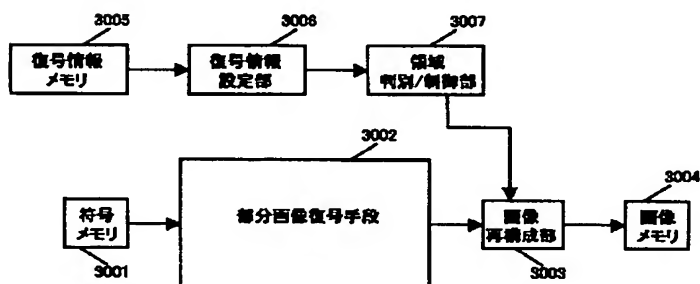 3005
3006
3007
復号情報
メモリ
復号情報
設定部
領域
判別/制御部
3002
3004
符号
メモリ
部分画像復号手段
画像
再構成部
画像
メモリ
3001
3003